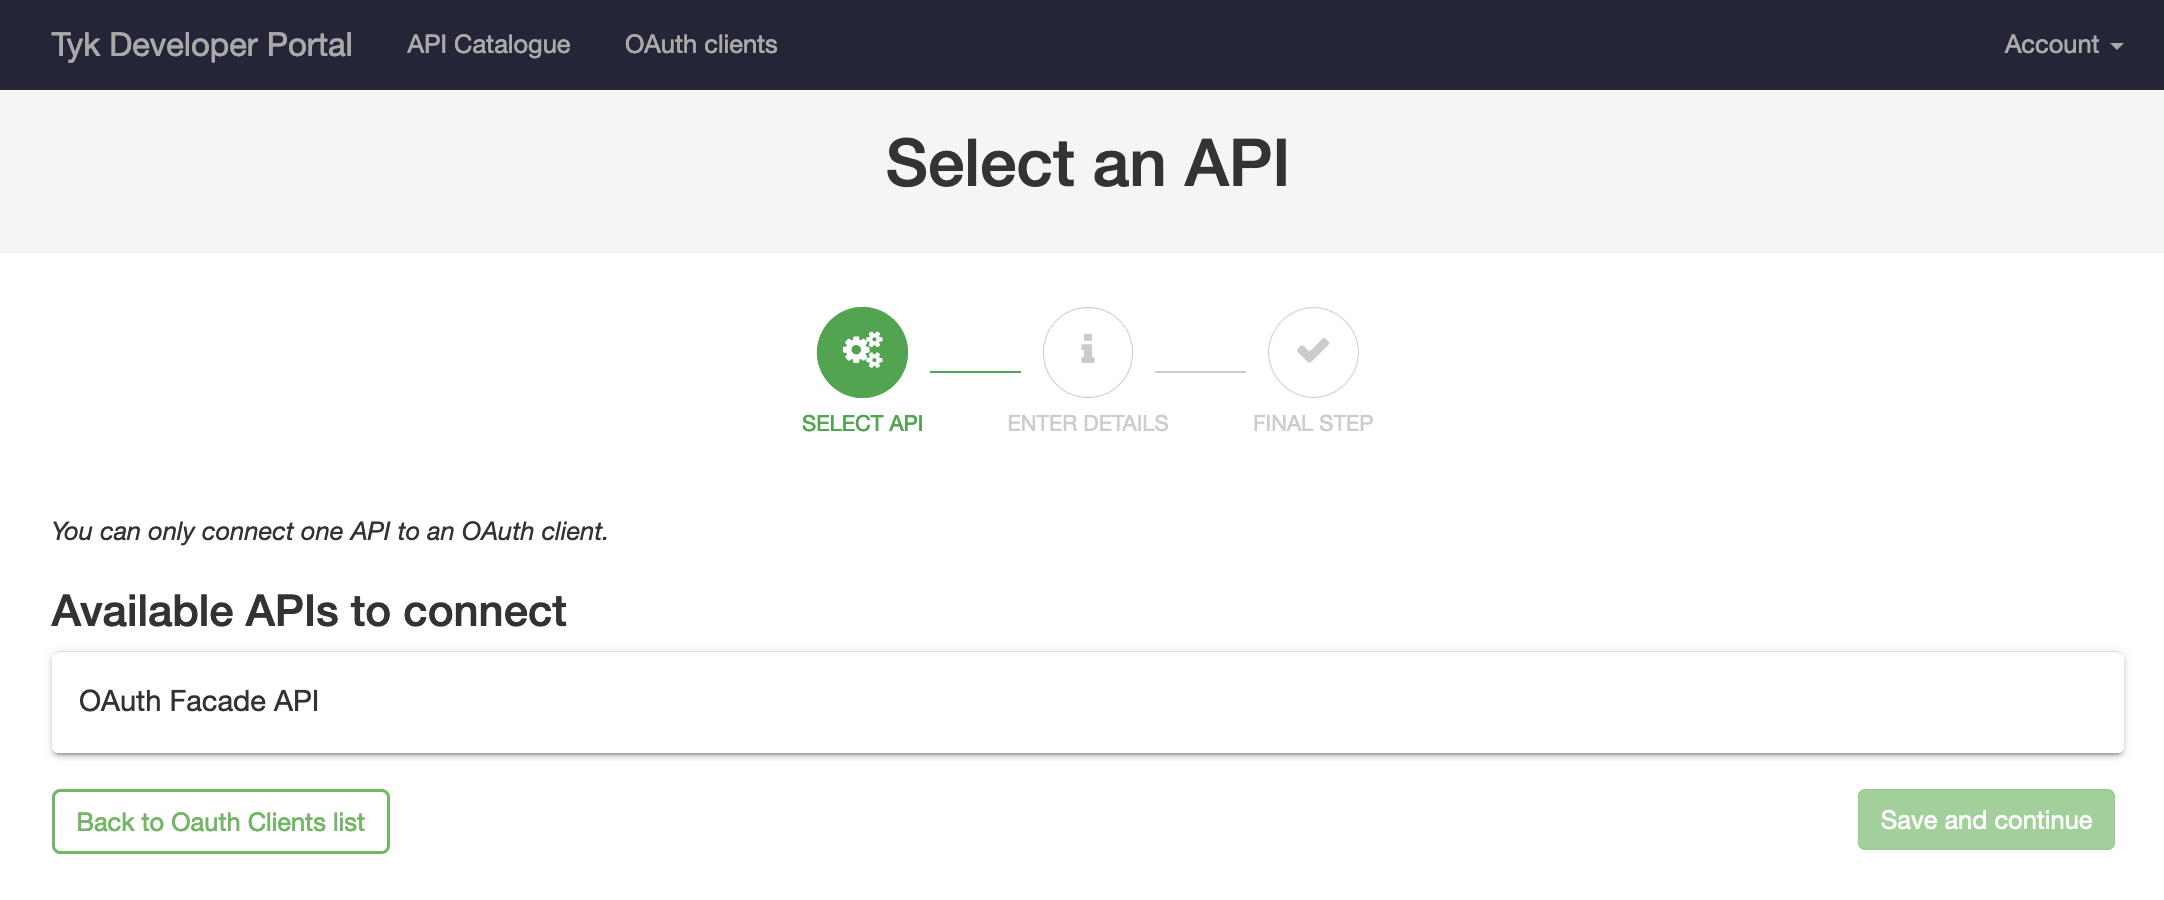 Tyk Developer Portal API Catalogue OAuth clients Account
Select an API
SELECT API ENTER DETAILS FINAL STEP
You can only connect one API to an OAuth client.
Available APIs to connect
OAuth Facade API
Back to Oauth Clients list Save and continue